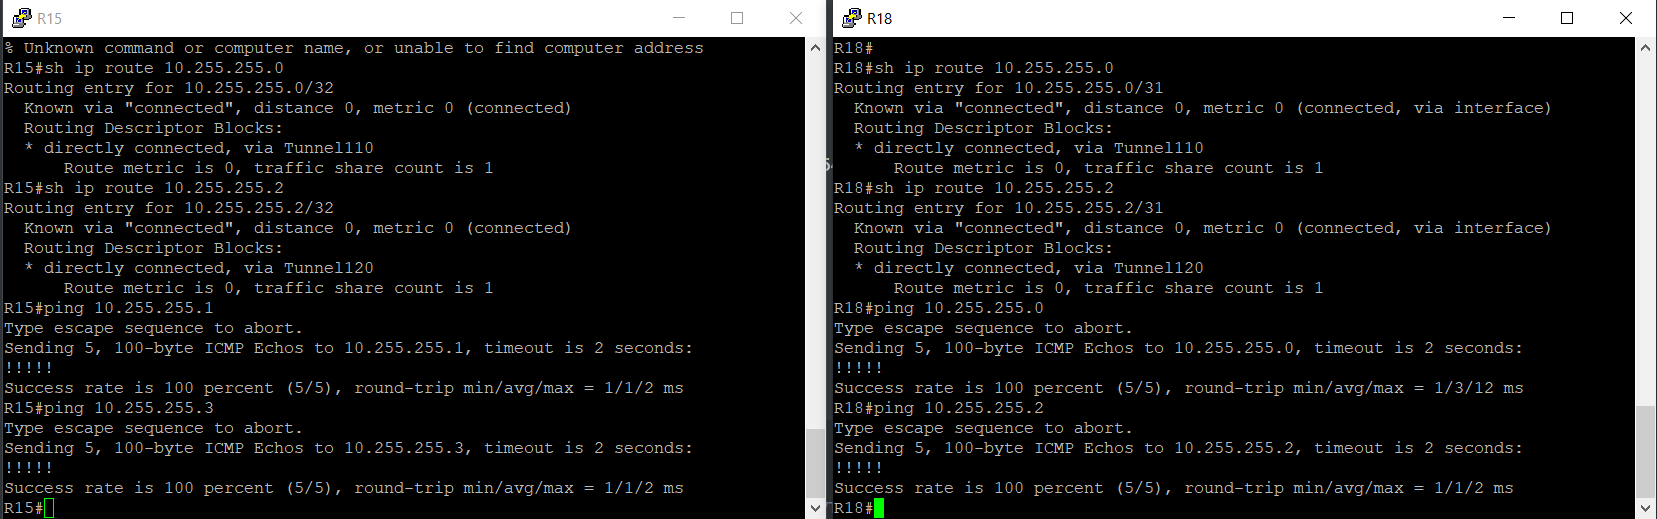 R15
% Unknown command or computer name, or unable to find computer address
R15#sh ip route 10.255.255.0
Routing entry for 10.255.255.0/32
  Known via "connected", distance 0, metric 0 (connected)
  Routing Descriptor Blocks:
  * directly connected, via Tunnel110
      Route metric is 0, traffic share count is 1
R15#sh ip route 10.255.255.2
Routing entry for 10.255.255.2/32
  Known via "connected", distance 0, metric 0 (connected)
  Routing Descriptor Blocks:
  * directly connected, via Tunnel120
      Route metric is 0, traffic share count is 1
R15#ping 10.255.255.1
Type escape sequence to abort.
Sending 5, 100-byte ICMP Echos to 10.255.255.1, timeout is 2 seconds:
!!!!!
Success rate is 100 percent (5/5), round-trip min/avg/max = 1/1/2 ms
R15#ping 10.255.255.3
Type escape sequence to abort.
Sending 5, 100-byte ICMP Echos to 10.255.255.3, timeout is 2 seconds:
!!!!!
Success rate is 100 percent (5/5), round-trip min/avg/max = 1/1/2 ms
R15#
R18
R18#
R18#sh ip route 10.255.255.0
Routing entry for 10.255.255.0/31
  Known via "connected", distance 0, metric 0 (connected, via interface)
  Routing Descriptor Blocks:
  * directly connected, via Tunnel110
      Route metric is 0, traffic share count is 1
R18#sh ip route 10.255.255.2
Routing entry for 10.255.255.2/31
  Known via "connected", distance 0, metric 0 (connected, via interface)
  Routing Descriptor Blocks:
  * directly connected, via Tunnel120
      Route metric is 0, traffic share count is 1
R18#ping 10.255.255.0
Type escape sequence to abort.
Sending 5, 100-byte ICMP Echos to 10.255.255.0, timeout is 2 seconds:
!!!!!
Success rate is 100 percent (5/5), round-trip min/avg/max = 1/3/12 ms
R18#ping 10.255.255.2
Type escape sequence to abort.
Sending 5, 100-byte ICMP Echos to 10.255.255.2, timeout is 2 seconds:
!!!!!
Success rate is 100 percent (5/5), round-trip min/avg/max = 1/1/2 ms
R18#